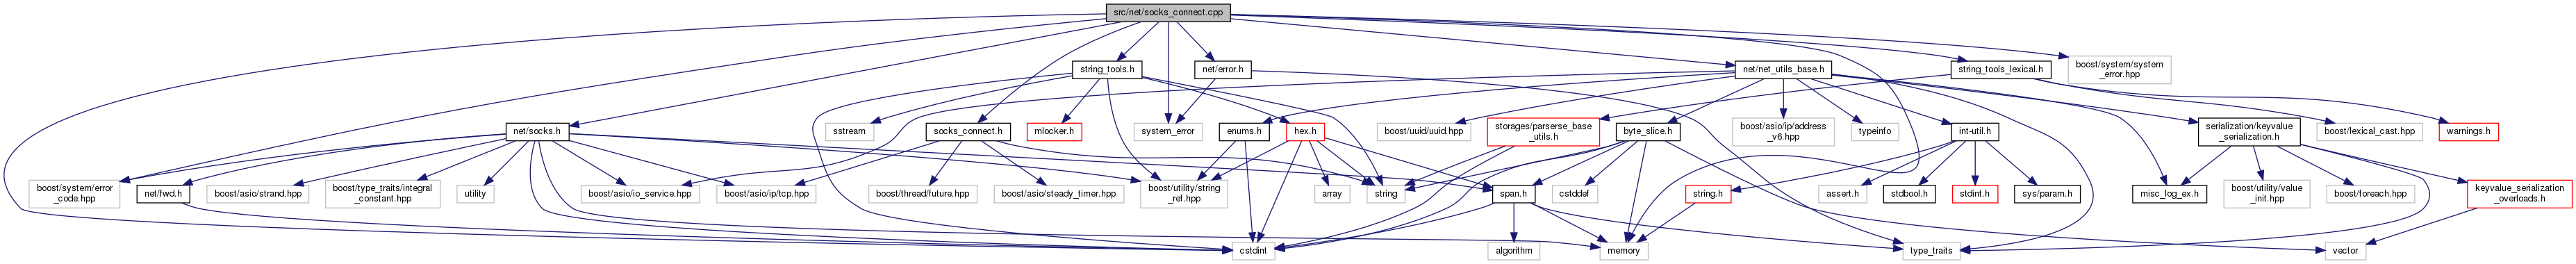 src/net/socks_connect.cpp
string_tools.h
net/error.h
net/net_utils_base.h
string_tools_lexical.h
boost/system/system
_error.hpp
net/socks.h
sstream
socks_connect.h
mlocker.h
system_error
enums.h
hex.h
boost/uuid/uuid.hpp
storages/parserse_base
_utils.h
byte_slice.h
boost/asio/ip/address
_v6.hpp
typeinfo
int-util.h
serialization/keyvalue
_serialization.h
boost/lexical_cast.hpp
warnings.h
boost/system/error
_code.hpp
net/fwd.h
boost/asio/strand.hpp
boost/type_traits/integral
_constant.hpp
utility
boost/asio/io_service.hpp
boost/asio/ip/tcp.hpp
boost/thread/future.hpp
boost/asio/steady_timer.hpp
boost/utility/string
_ref.hpp
array
string
span.h
cstddef
string.h
assert.h
stdbool.h
stdint.h
sys/param.h
misc_log_ex.h
boost/utility/value
_init.hpp
boost/foreach.hpp
keyvalue_serialization
_overloads.h
cstdint
algorithm
memory
type_traits
vector